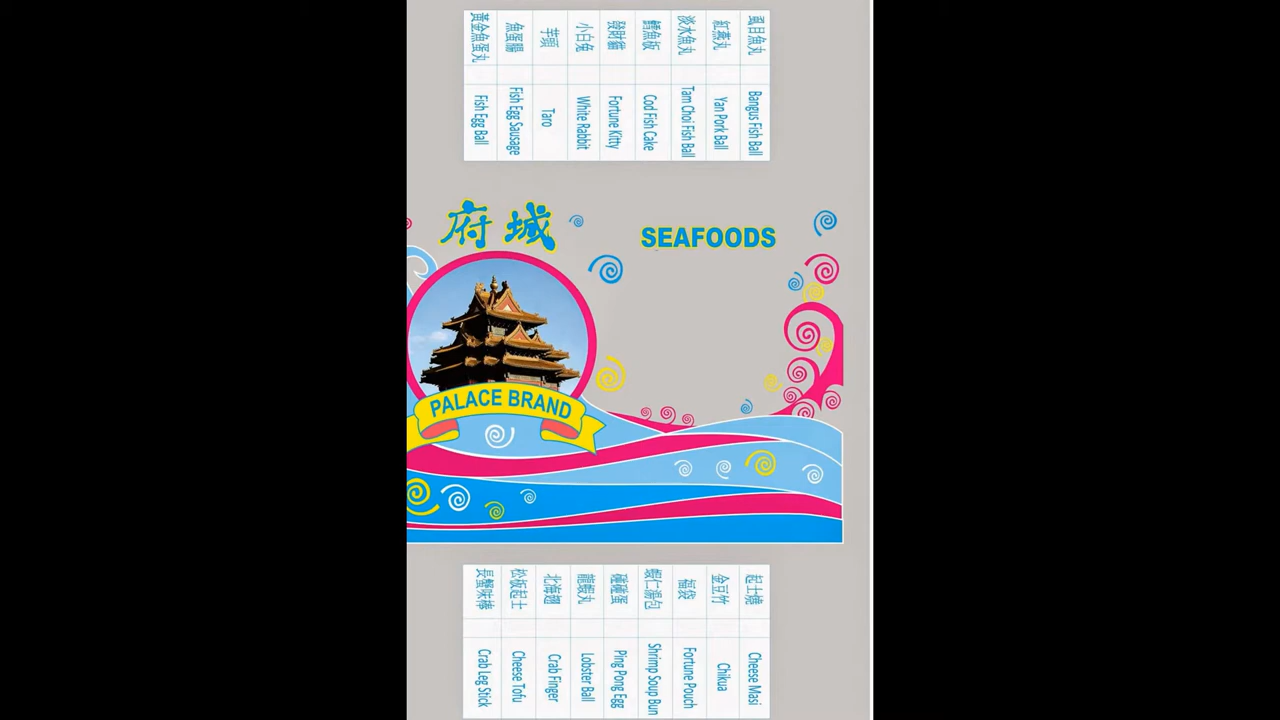 虱目魚丸 Bangus Fish Ball
紅燕丸 Yan Pork Ball
淡水魚丸 Tam Choi Fish Ball
鱈魚板 Cod Fish Cake
發財貓 Fortune Kitty
小白兔 White Rabbit
芋頭 Taro
魚蛋腸 Fish Egg Sausage
黃金魚蛋丸 Fish Egg Ball
府城
SEAFOODS
PALACE BRAND
起士燒 Cheese Masi
金豆竹 Chikua
福袋 Fortune Pouch
蝦仁湯包 Shrimp Soup Bun
碰碰蛋 Ping Pong Egg
龍蝦丸 Lobster Ball
北海翅 Crab Finger
松板起士 Cheese Tofu
長蟹味棒 Crab Leg Stick